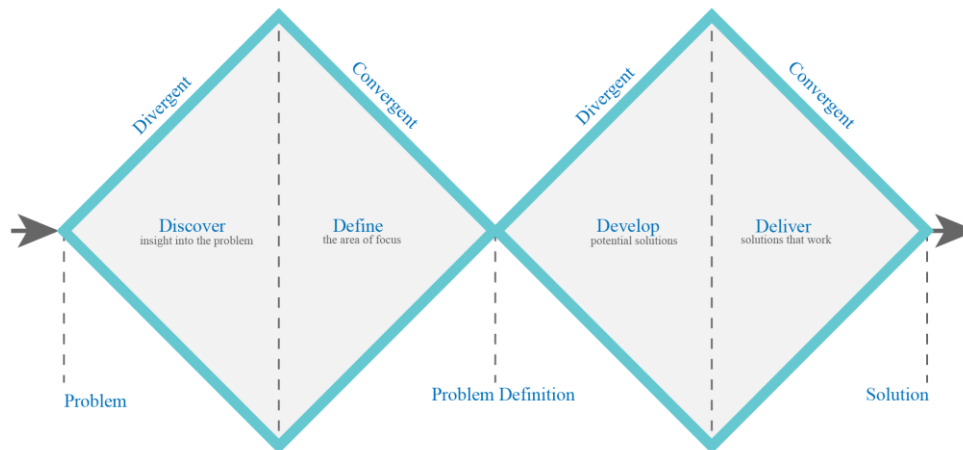 Divergent
Convergent
Divergent
Convergent
Discover
insight into the problem
Define
the area of focus
Develop
potential solutions
Deliver
solutions that work
Problem
Problem Definition
Solution